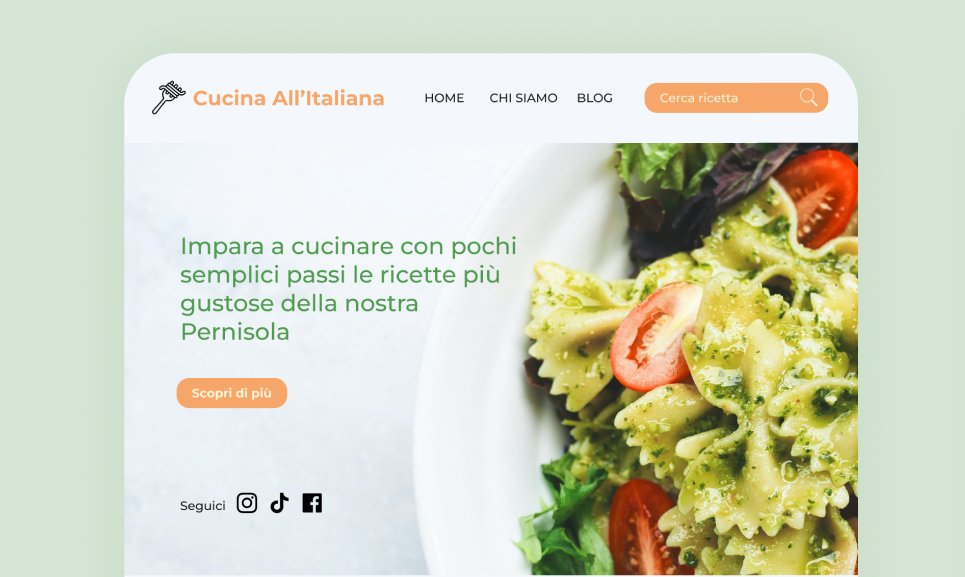 Cucina All’Italiana
HOME
CHI SIAMO
BLOG
Cerca ricetta
Impara a cucinare con pochi
semplici passi le ricette più
gustose della nostra
Pernisola
Scopri di più
Seguici